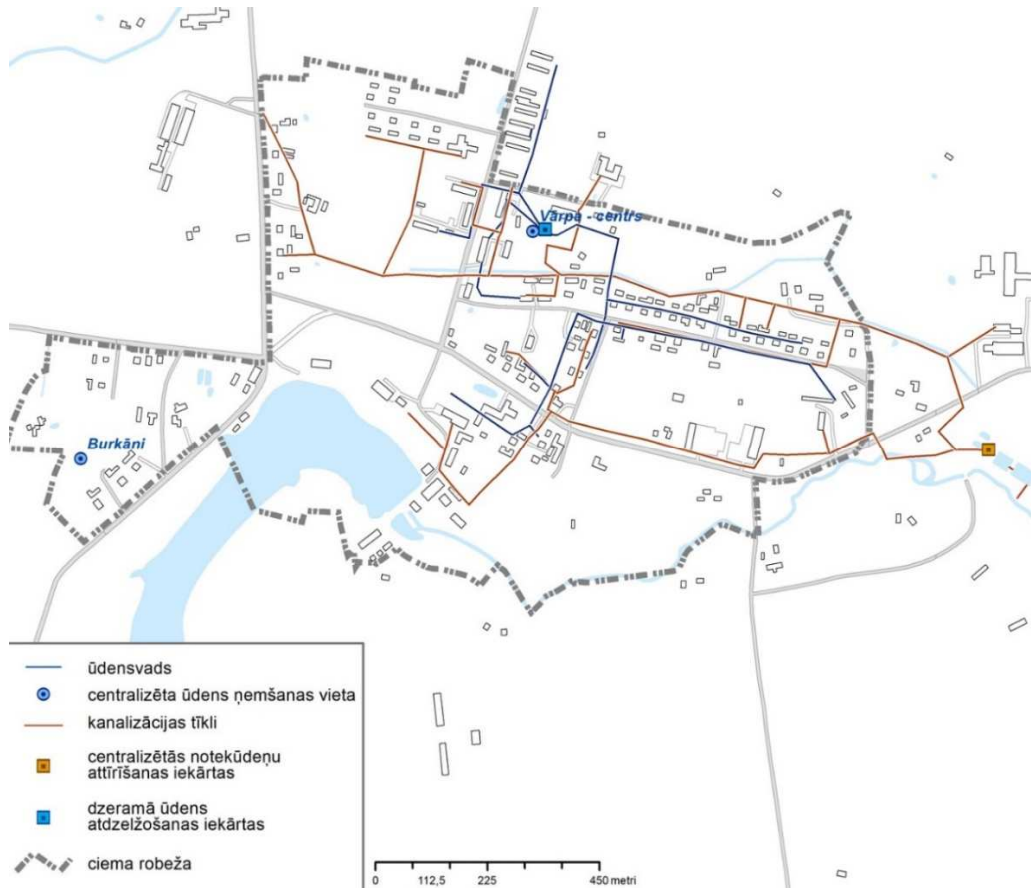 Vārpa - centrs
Burkāni
ūdensvads
centralizēta ūdens ņemšanas vieta
kanalizācijas tīkli
centralizētās notekūdeņu
attīrīšanas iekārtas
dzeramā ūdens
atdzelžošanas iekārtas
ciema robeža
0 112,5 225 450 metri